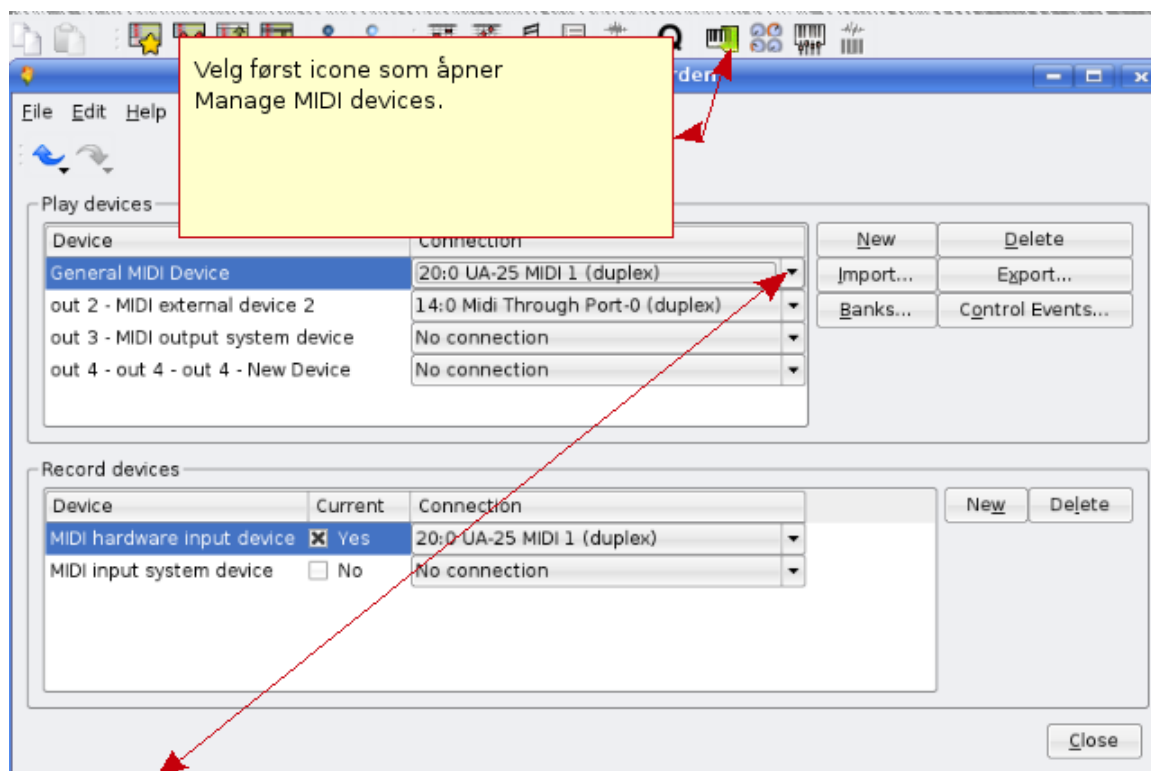 Velg først icone som åpner
Manage MIDI devices.
File Edit Help
Play devices
Device Connection New Delete
General MIDI Device 20:0 UA-25 MIDI 1 (duplex) Import... Export...
out 2 - MIDI external device 2 14:0 Midi Through Port-0 (duplex) Banks... Control Events...
out 3 - MIDI output system device No connection
out 4 - out 4 - out 4 - New Device No connection
Record devices
Device Current Connection New Delete
MIDI hardware input device Yes 20:0 UA-25 MIDI 1 (duplex)
MIDI input system device No No connection
Close